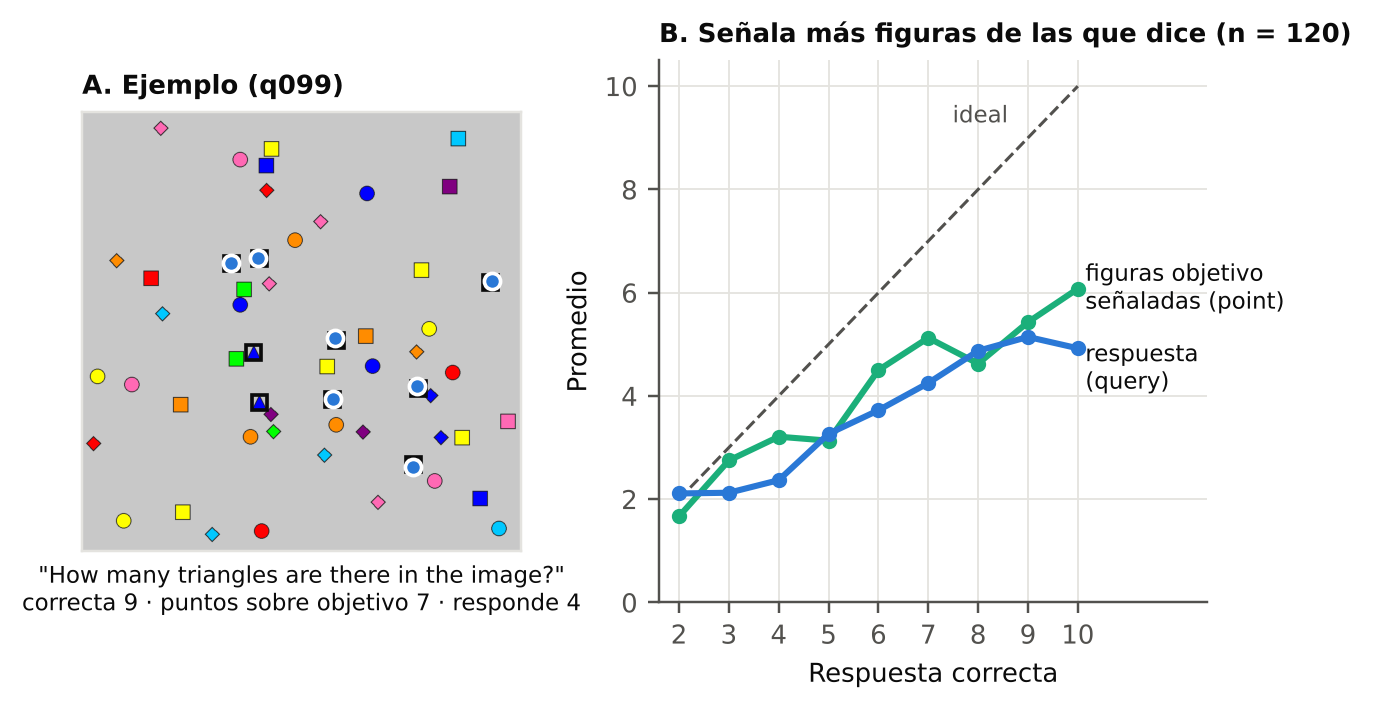 A. Ejemplo (q099)
"How many triangles are there in the image?"
correcta 9 · puntos sobre objetivo 7 · responde 4
B. Señala más figuras de las que dice (n = 120)
Promedio
10
8
6
4
2
0
ideal
figuras objetivo
señaladas (point)
respuesta
(query)
2 3 4 5 6 7 8 9 10
Respuesta correcta